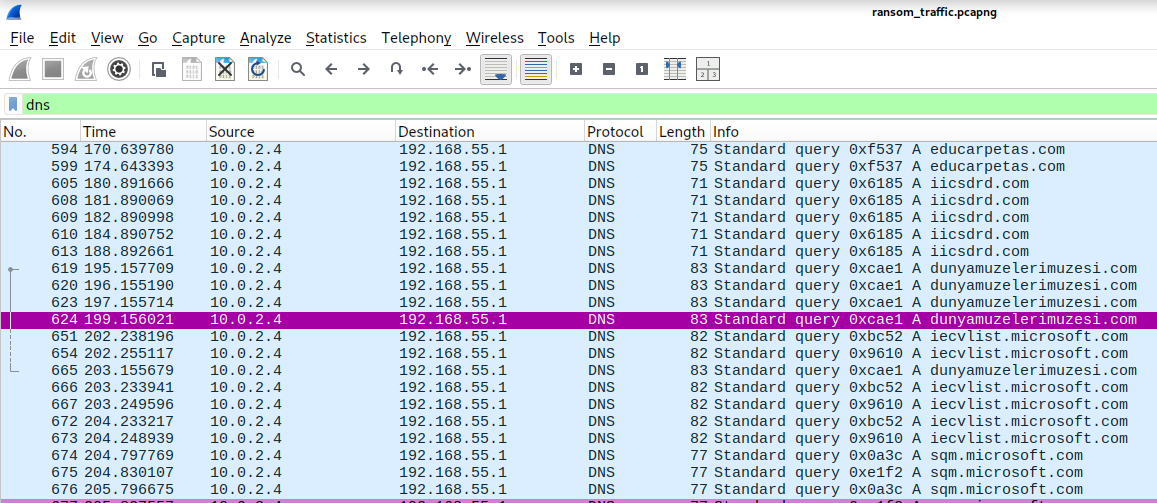 ransom_traffic.pcapng
File Edit View Go Capture Analyze Statistics Telephony Wireless Tools Help
dns
No. Time Source Destination Protocol Length Info
594 170.639780 10.0.2.4 192.168.55.1 DNS 75 Standard query 0xf537 A educarpetas.com
599 174.643393 10.0.2.4 192.168.55.1 DNS 75 Standard query 0xf537 A educarpetas.com
605 180.891666 10.0.2.4 192.168.55.1 DNS 71 Standard query 0x6185 A iicsdrd.com
608 181.890069 10.0.2.4 192.168.55.1 DNS 71 Standard query 0x6185 A iicsdrd.com
609 182.890998 10.0.2.4 192.168.55.1 DNS 71 Standard query 0x6185 A iicsdrd.com
610 184.890752 10.0.2.4 192.168.55.1 DNS 71 Standard query 0x6185 A iicsdrd.com
613 188.892661 10.0.2.4 192.168.55.1 DNS 71 Standard query 0x6185 A iicsdrd.com
619 195.157709 10.0.2.4 192.168.55.1 DNS 83 Standard query 0xcae1 A dunyamuzelerimuzesi.com
620 196.155190 10.0.2.4 192.168.55.1 DNS 83 Standard query 0xcae1 A dunyamuzelerimuzesi.com
623 197.155714 10.0.2.4 192.168.55.1 DNS 83 Standard query 0xcae1 A dunyamuzelerimuzesi.com
624 199.156021 10.0.2.4 192.168.55.1 DNS 83 Standard query 0xcae1 A dunyamuzelerimuzesi.com
651 202.238196 10.0.2.4 192.168.55.1 DNS 82 Standard query 0xbc52 A iecvlist.microsoft.com
654 202.255117 10.0.2.4 192.168.55.1 DNS 82 Standard query 0x9610 A iecvlist.microsoft.com
665 203.155679 10.0.2.4 192.168.55.1 DNS 83 Standard query 0xcae1 A dunyamuzelerimuzesi.com
666 203.233941 10.0.2.4 192.168.55.1 DNS 82 Standard query 0xbc52 A iecvlist.microsoft.com
667 203.249596 10.0.2.4 192.168.55.1 DNS 82 Standard query 0x9610 A iecvlist.microsoft.com
672 204.233217 10.0.2.4 192.168.55.1 DNS 82 Standard query 0xbc52 A iecvlist.microsoft.com
673 204.248939 10.0.2.4 192.168.55.1 DNS 82 Standard query 0x9610 A iecvlist.microsoft.com
674 204.797769 10.0.2.4 192.168.55.1 DNS 77 Standard query 0x0a3c A sqm.microsoft.com
675 204.830107 10.0.2.4 192.168.55.1 DNS 77 Standard query 0xe1f2 A sqm.microsoft.com
676 205.796675 10.0.2.4 192.168.55.1 DNS 77 Standard query 0x0a3c A sqm.microsoft.com